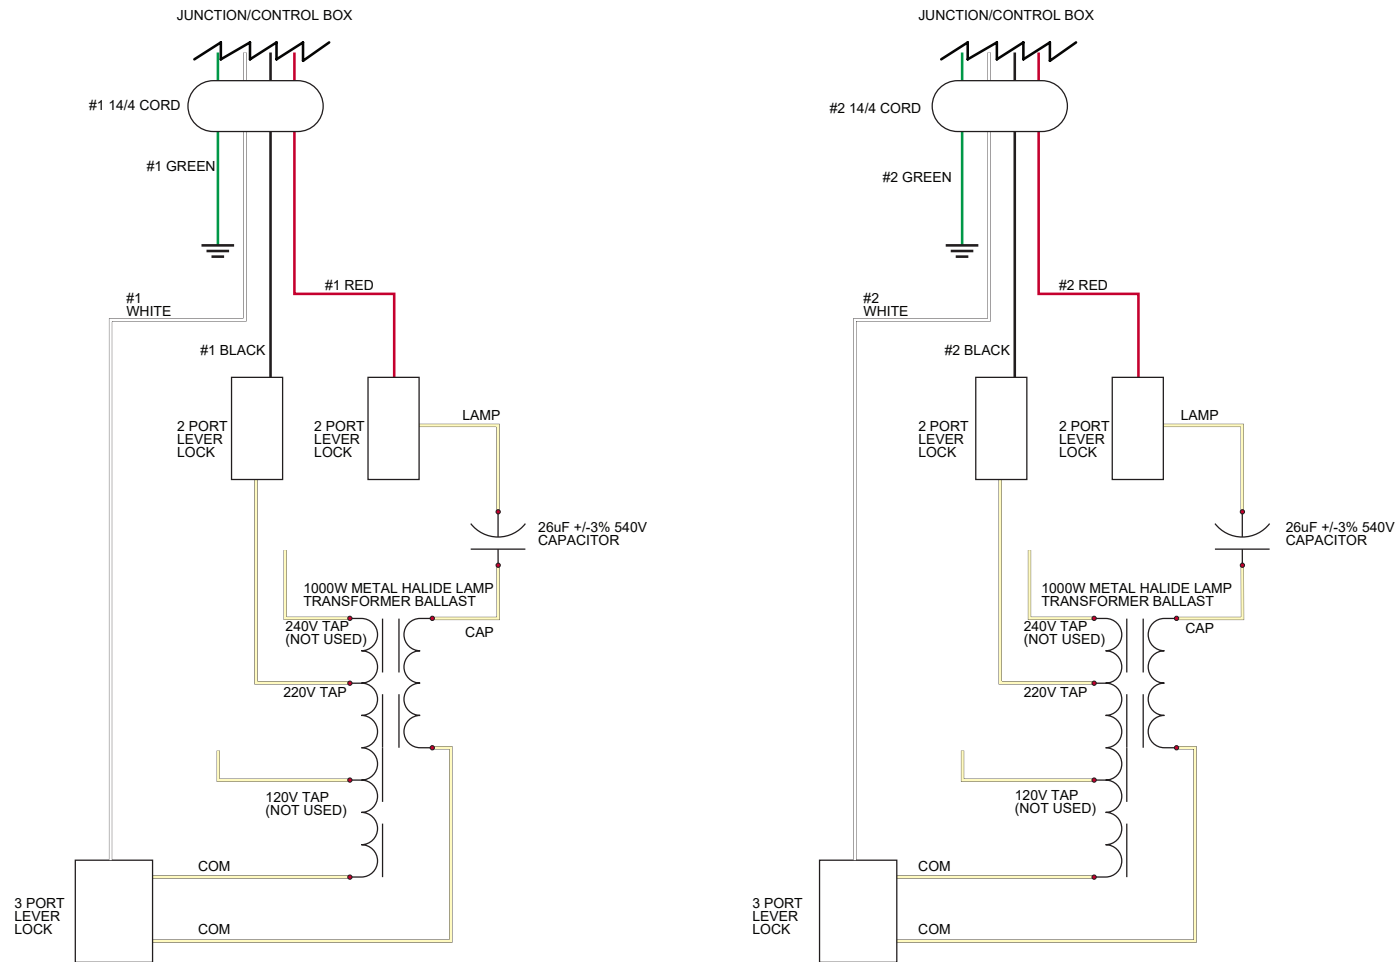 JUNCTION/CONTROL BOX
#1 14/4 CORD
#1 GREEN
#1 RED
#1
WHITE
#1 BLACK
2 PORT
LEVER
LOCK
2 PORT
LEVER
LOCK
LAMP
26uF +/-3% 540V
CAPACITOR
1000W METAL HALIDE LAMP
TRANSFORMER BALLAST
240V TAP
(NOT USED)
CAP
220V TAP
120V TAP
(NOT USED)
COM
3 PORT
LEVER
LOCK
COM
JUNCTION/CONTROL BOX
#2 14/4 CORD
#2 GREEN
#2 RED
#2
WHITE
#2 BLACK
2 PORT
LEVER
LOCK
2 PORT
LEVER
LOCK
LAMP
26uF +/-3% 540V
CAPACITOR
1000W METAL HALIDE LAMP
TRANSFORMER BALLAST
240V TAP
(NOT USED)
CAP
220V TAP
120V TAP
(NOT USED)
COM
3 PORT
LEVER
LOCK
COM